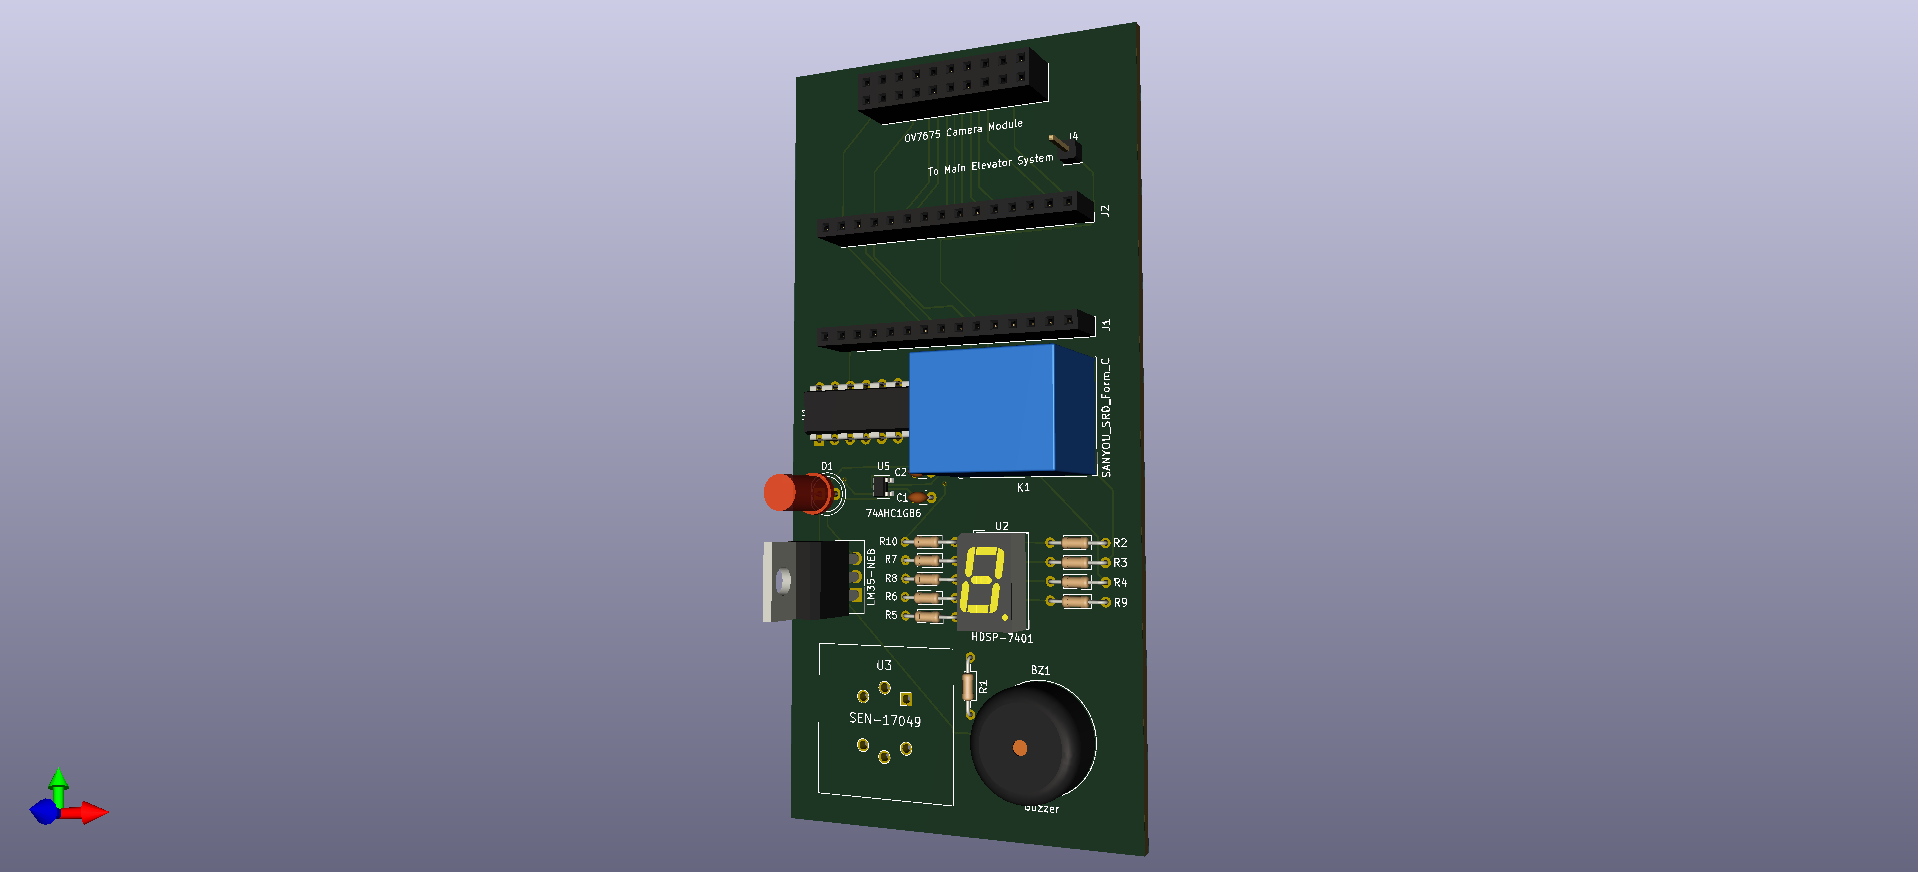 OV7675 Camera Module
J4
To Main Elevator System
J2
J1
SANYOU_SRD_Form_C
K1
D1
U5
C2
C1
74AHC1G86
U2
R10
R7
R8
R6
R5
R2
R3
R4
R9
LM35-NEB
HDSP-7401
U3
SEN-17049
R1
BZ1
Buzzer